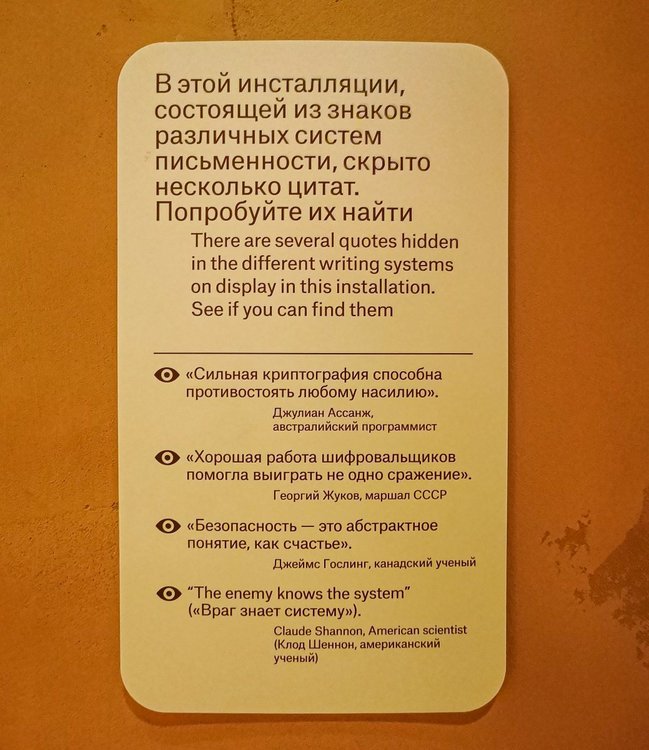 В этой инсталляции,
состоящей из знаков
различных систем
письменности, скрыто
несколько цитат.
Попробуйте их найти
There are several quotes hidden
in the different writing systems
on display in this installation.
See if you can find them
«Сильная криптография способна
противостоять любому насилию».
Джулиан Ассанж,
австралийский программист
«Хорошая работа шифровальщиков
помогла выиграть не одно сражение».
Георгий Жуков, маршал СССР
«Безопасность — это абстрактное
понятие, как счастье».
Джеймс Гослинг, канадский ученый
“The enemy knows the system”
(«Враг знает систему»).
Claude Shannon, American scientist
(Клод Шеннон, американский
ученый)